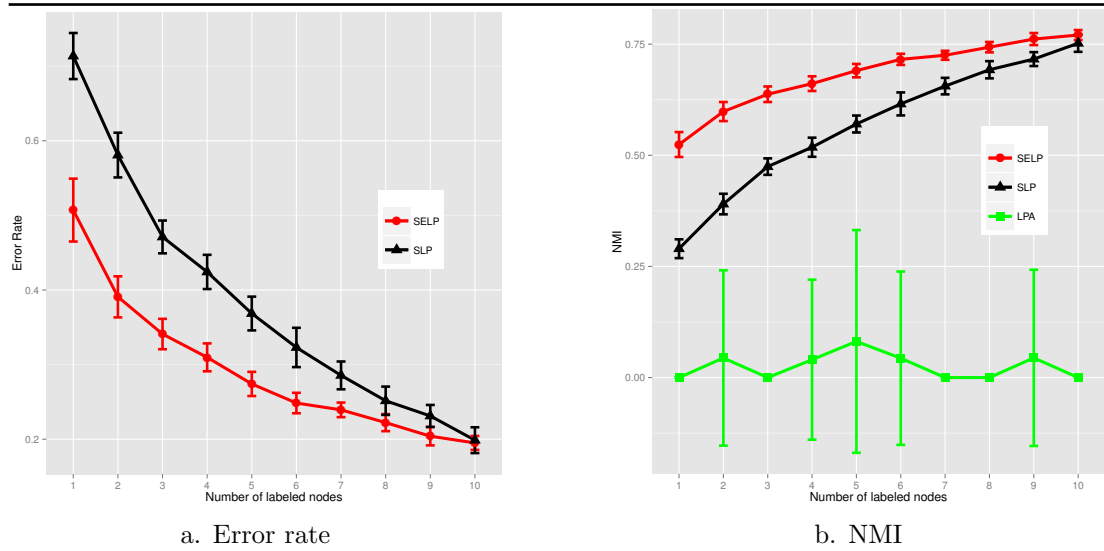 0.6
0.4
0.2
Error Rate
SELP
SLP
1 2 3 4 5 6 7 8 9 10
Number of labeled nodes
a. Error rate
0.75
0.50
0.25
0.00
NMI
SELP
SLP
LPA
1 2 3 4 5 6 7 8 9 10
Number of labeled nodes
b. NMI